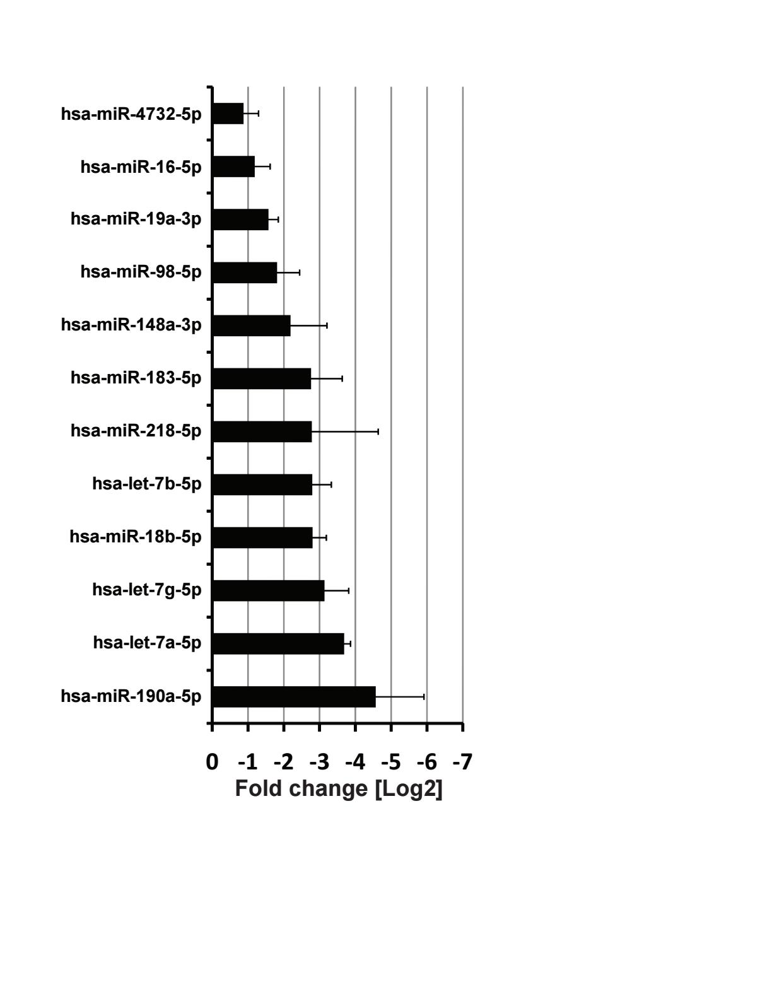 hsa-miR-4732-5p
hsa-miR-16-5p
hsa-miR-19a-3p
hsa-miR-98-5p
hsa-miR-148a-3p
hsa-miR-183-5p
hsa-miR-218-5p
hsa-let-7b-5p
hsa-miR-18b-5p
hsa-let-7g-5p
hsa-let-7a-5p
hsa-miR-190a-5p
0 -1 -2 -3 -4 -5 -6 -7
Fold change [Log2]